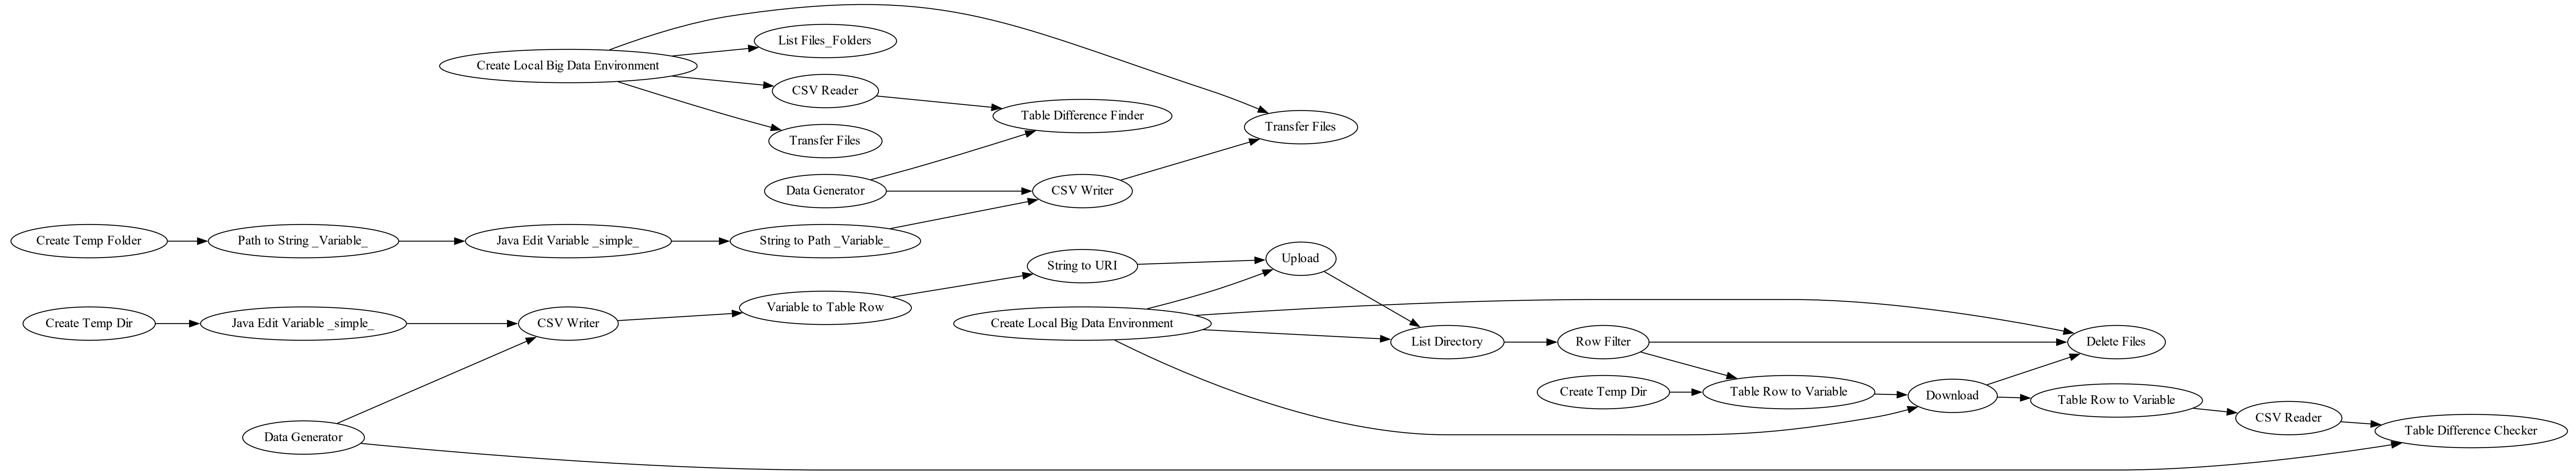 List Files_Folders
Create Local Big Data Environment
CSV Reader
Table Difference Finder
Transfer Files
Transfer Files
Data Generator
CSV Writer
Create Temp Folder
Path to String _Variable_
Java Edit Variable _simple_
String to Path _Variable_
String to URI
Upload
Variable to Table Row
Create Temp Dir
Java Edit Variable _simple_
CSV Writer
Create Local Big Data Environment
List Directory
Row Filter
Delete Files
Create Temp Dir
Table Row to Variable
Download
Table Row to Variable
CSV Reader
Data Generator
Table Difference Checker